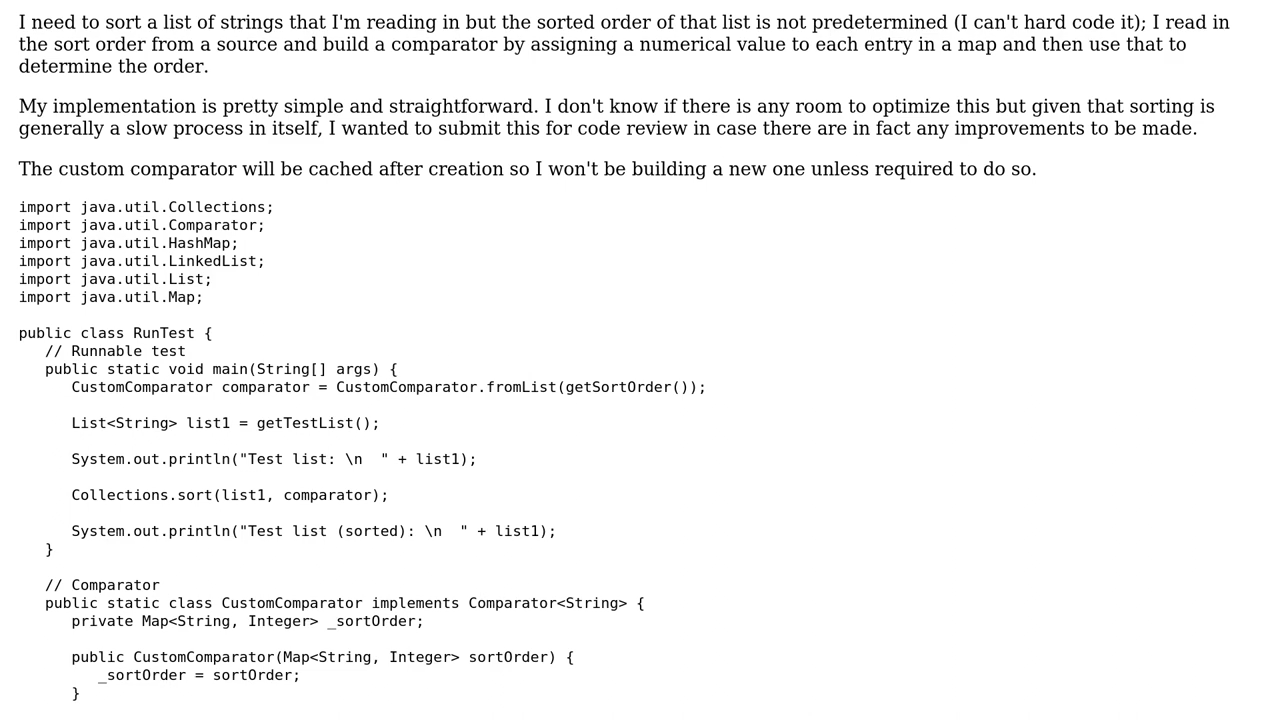 I need to sort a list of strings that I'm reading in but the sorted order of that list is not predetermined (I can't hard code it); I read in
the sort order from a source and build a comparator by assigning a numerical value to each entry in a map and then use that to
determine the order.
My implementation is pretty simple and straightforward. I don't know if there is any room to optimize this but given that sorting is
generally a slow process in itself, I wanted to submit this for code review in case there are in fact any improvements to be made.
The custom comparator will be cached after creation so I won't be building a new one unless required to do so.
import java.util.Collections;
import java.util.Comparator;
import java.util.HashMap;
import java.util.LinkedList;
import java.util.List;
import java.util.Map;
public class RunTest {
   // Runnable test
   public static void main(String[] args) {
      CustomComparator comparator = CustomComparator.fromList(getSortOrder());
      List<String> list1 = getTestList();
      System.out.println("Test list: \n  " + list1);
      Collections.sort(list1, comparator);
      System.out.println("Test list (sorted): \n  " + list1);
   }
   // Comparator
   public static class CustomComparator implements Comparator<String> {
      private Map<String, Integer> _sortOrder;
      public CustomComparator(Map<String, Integer> sortOrder) {
         _sortOrder = sortOrder;
      }